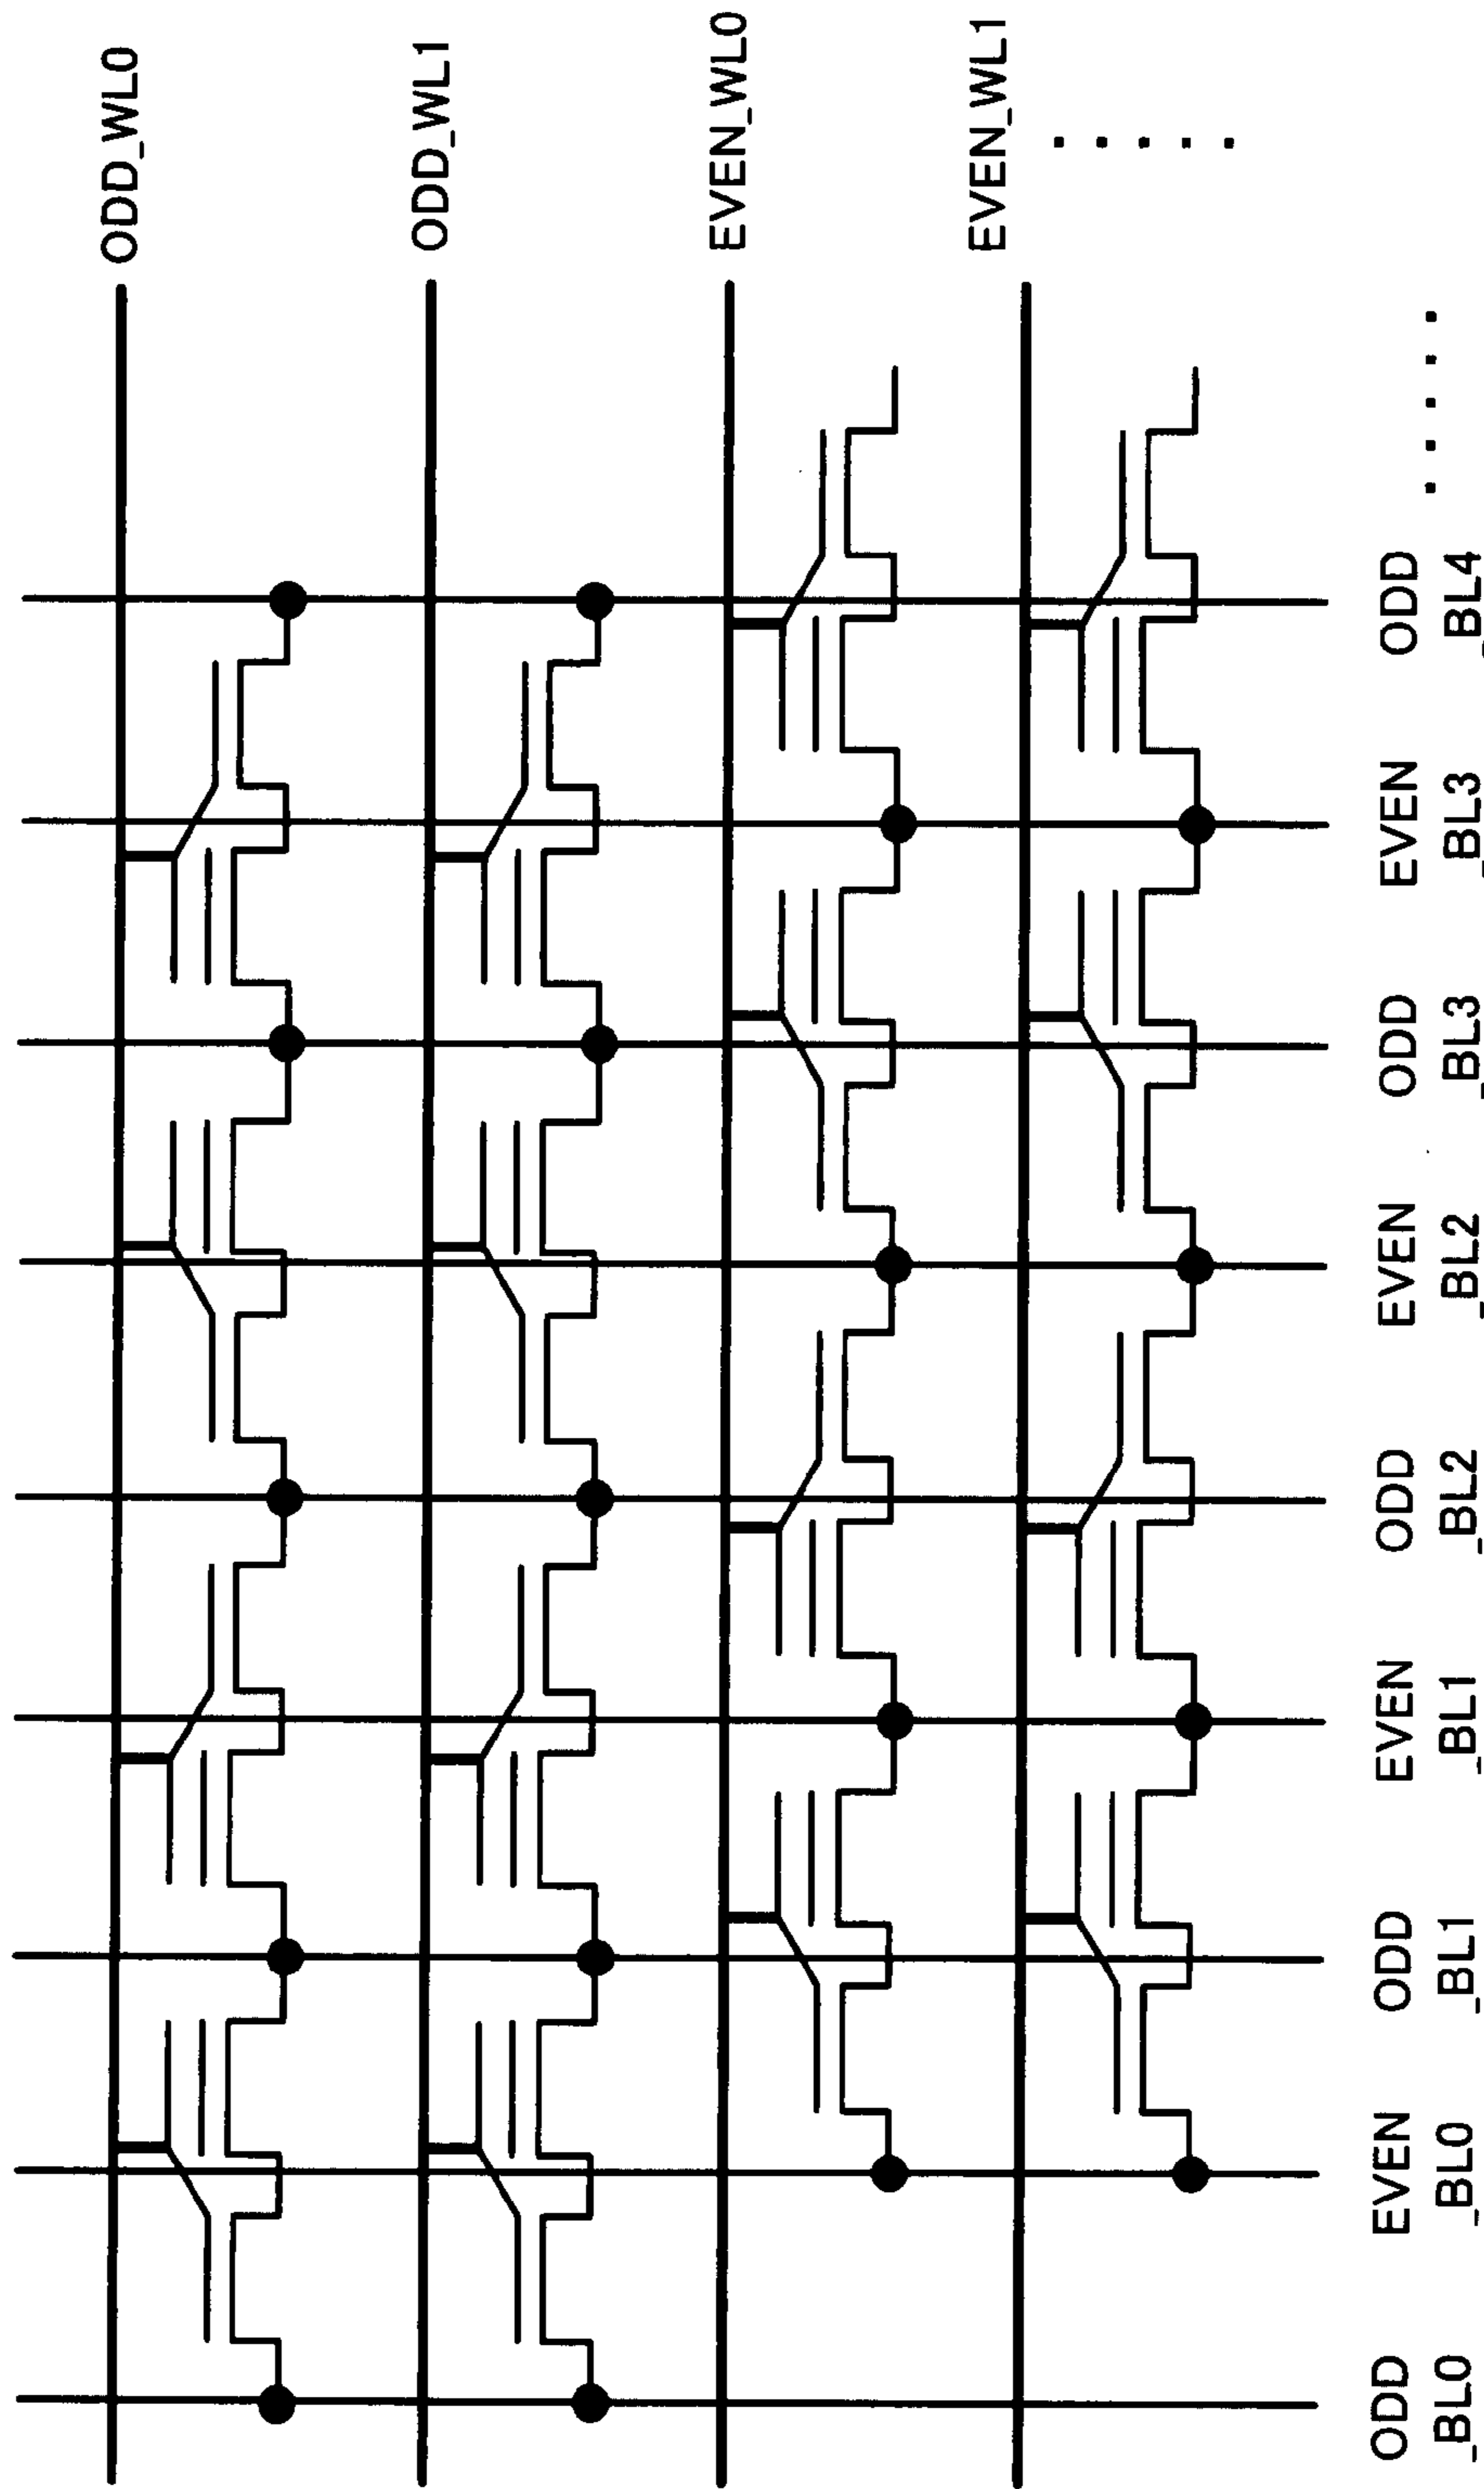 ODD_WL0
ODD_WL1
EVEN_WL0
EVEN_WL1
ODD
_BL0
EVEN
_BL0
ODD
_BL1
EVEN
_BL1
ODD
_BL2
EVEN
_BL2
ODD
_BL3
EVEN
_BL3
ODD
_BL4